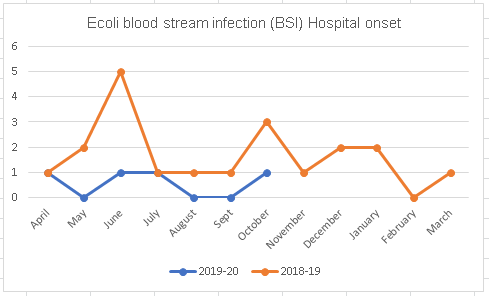 Ecoli blood stream infection (BSI) Hospital onset
6
5
4
3
2
1
0
April
May
June
July
August
Sept
October
November
December
January
February
March
2019-20
2018-19